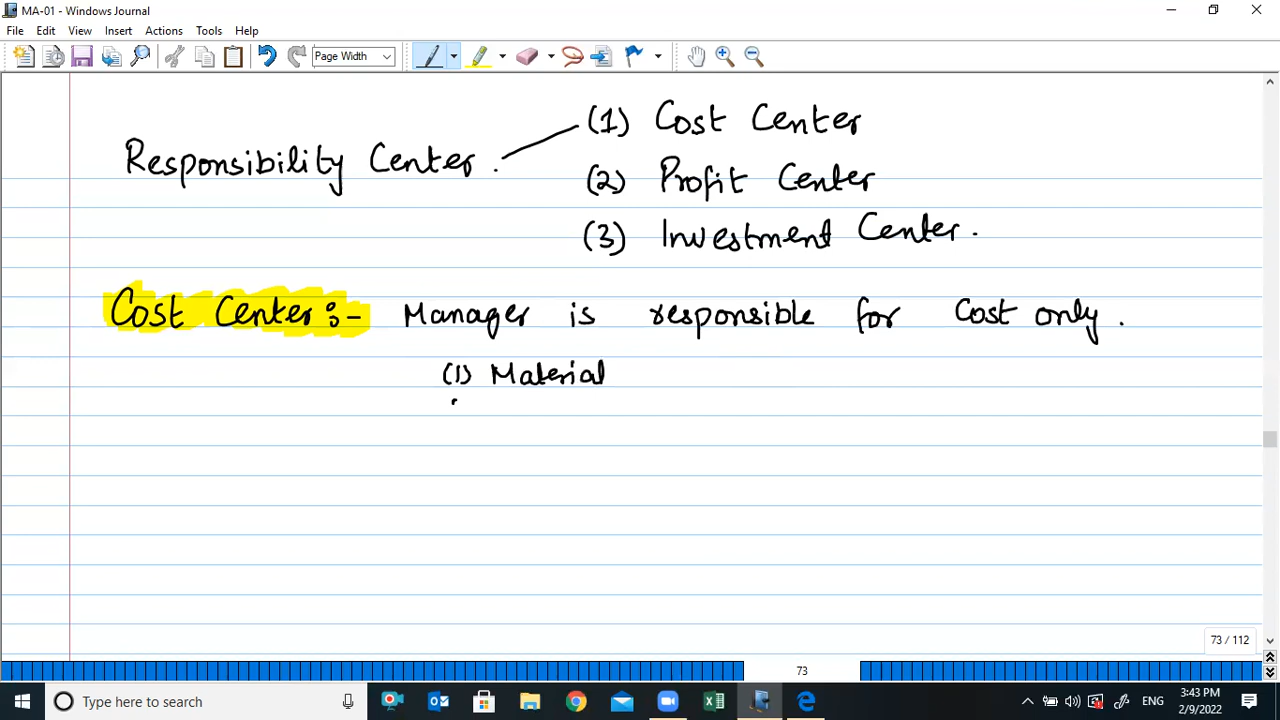 MA-01 - Windows Journal
File Edit View Insert Actions Tools Help
Page Width
(1) Cost Center
Responsibility Center.
(2) Profit Center
(3) Investment Center.
Cost Center :- Manager is responsible for Cost only.
(1) Material
73 / 112
73
Type here to search
ENG
3:43 PM
2/9/2022